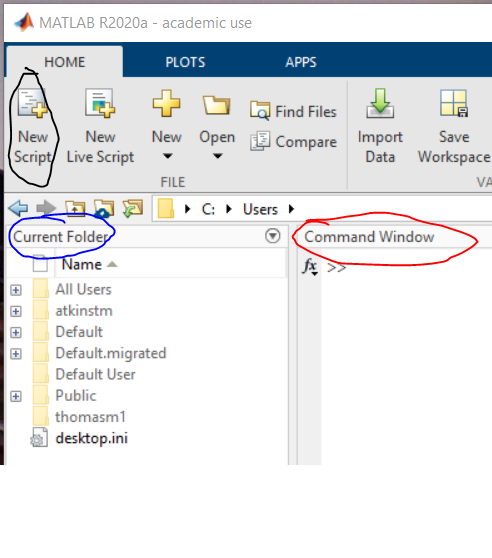 MATLAB R2020a - academic use
HOME PLOTS APPS
New Script
New Live Script
New
Open
Find Files
Compare
Import Data
Save Workspace
FILE
VA
C: Users
Current Folder
Command Window
Name
fx >>
All Users
atkinstm
Default
Default.migrated
Default User
Public
thomasm1
desktop.ini